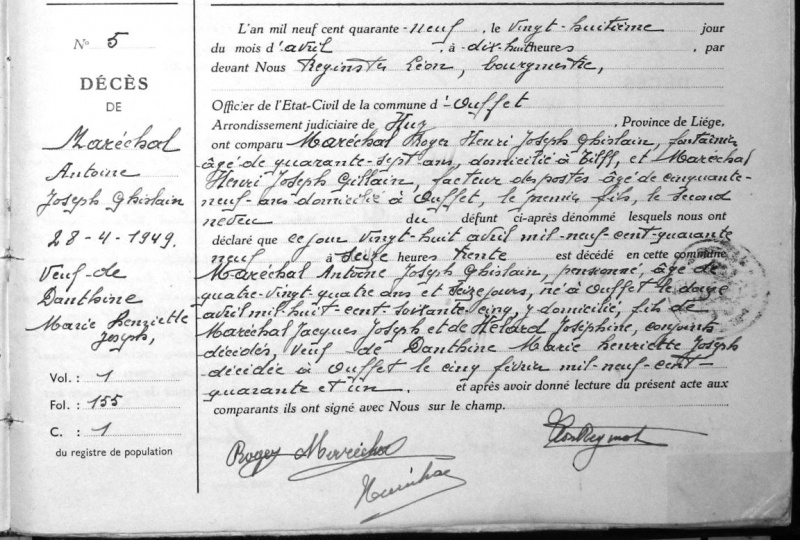 N° 5
DÉCÈS
DE
Maréchal
Antoine
Joseph Ghislain
28-4-1949.
Veuf de
Danthine
Marie Henriette
Joseph,
Vol. : 1
Fol. : 155
C. : 1
du registre de population
L'an mil neuf cent quarante-neuf, le vingt-huitième jour
du mois d'avril, à dix-huit heures, par
devant Nous Reginster Léon, bourgmestre,
Officier de l'Etat-Civil de la commune d'Ouffet
Arrondissement judiciaire de Huy, Province de Liége,
ont comparu Maréchal Roger Henri Joseph Ghislain, fontainier
âgé de quarante-sept ans, domicilié à Tilff, et Maréchal
Henri Joseph Gillain, facteur des postes âgé de cinquante-
neuf-ans domicilié à Ouffet, le premier fils, le second
neveu du défunt ci-après dénommé lesquels nous ont
déclaré que ce jour vingt-huit avril mil-neuf-cent-quarante
neuf à seize heures trente est décédé en cette commune
Maréchal Antoine Joseph Ghislain, pensionné, âgé de
quatre-vingt-quatre ans et seize jours, né à Ouffet le douze
avril mil huit-cent-soixante-cinq, y domicilié, fils de
Maréchal Jacques Joseph et de Hélard Joséphine, conjoints
décédés, veuf de Danthine Marie Henriette Joseph
décédée à Ouffet le cinq février mil-neuf-cent-
quarante et un. et après avoir donné lecture du présent acte aux
comparants ils ont signé avec Nous sur le champ.
Roger Maréchal